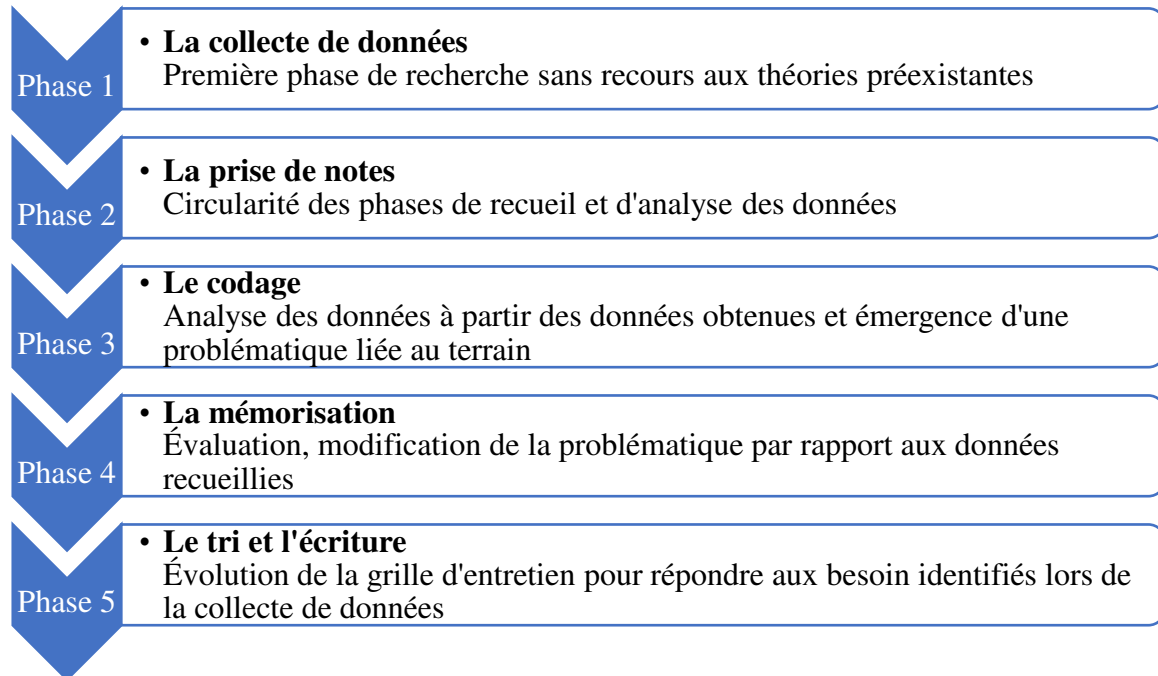 Phase 1
• La collecte de données
Première phase de recherche sans recours aux théories préexistantes
Phase 2
• La prise de notes
Circularité des phases de recueil et d'analyse des données
Phase 3
• Le codage
Analyse des données à partir des données obtenues et émergence d'une
problématique liée au terrain
Phase 4
• La mémorisation
Évaluation, modification de la problématique par rapport aux données
recueillies
Phase 5
• Le tri et l'écriture
Évolution de la grille d'entretien pour répondre aux besoin identifiés lors de
la collecte de données